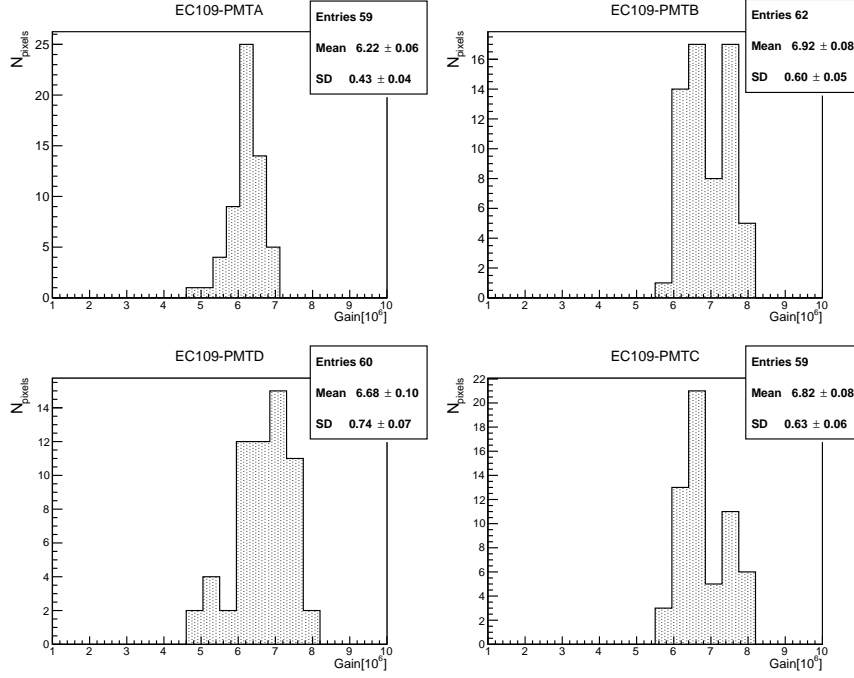 EC109-PMTA
Entries 59
Mean 6.22 ± 0.06
SD 0.43 ± 0.04
N_pixels
25
20
15
10
5
0
1 2 3 4 5 6 7 8 9 10
Gain[10^6]
EC109-PMTB
Entries 62
Mean 6.92 ± 0.08
SD 0.60 ± 0.05
N_pixels
16
14
12
10
8
6
4
2
0
1 2 3 4 5 6 7 8 9 10
Gain[10^6]
EC109-PMTD
Entries 60
Mean 6.68 ± 0.10
SD 0.74 ± 0.07
N_pixels
14
12
10
8
6
4
2
0
1 2 3 4 5 6 7 8 9 10
Gain[10^6]
EC109-PMTC
Entries 59
Mean 6.82 ± 0.08
SD 0.63 ± 0.06
N_pixels
22
20
18
16
14
12
10
8
6
4
2
0
1 2 3 4 5 6 7 8 9 10
Gain[10^6]